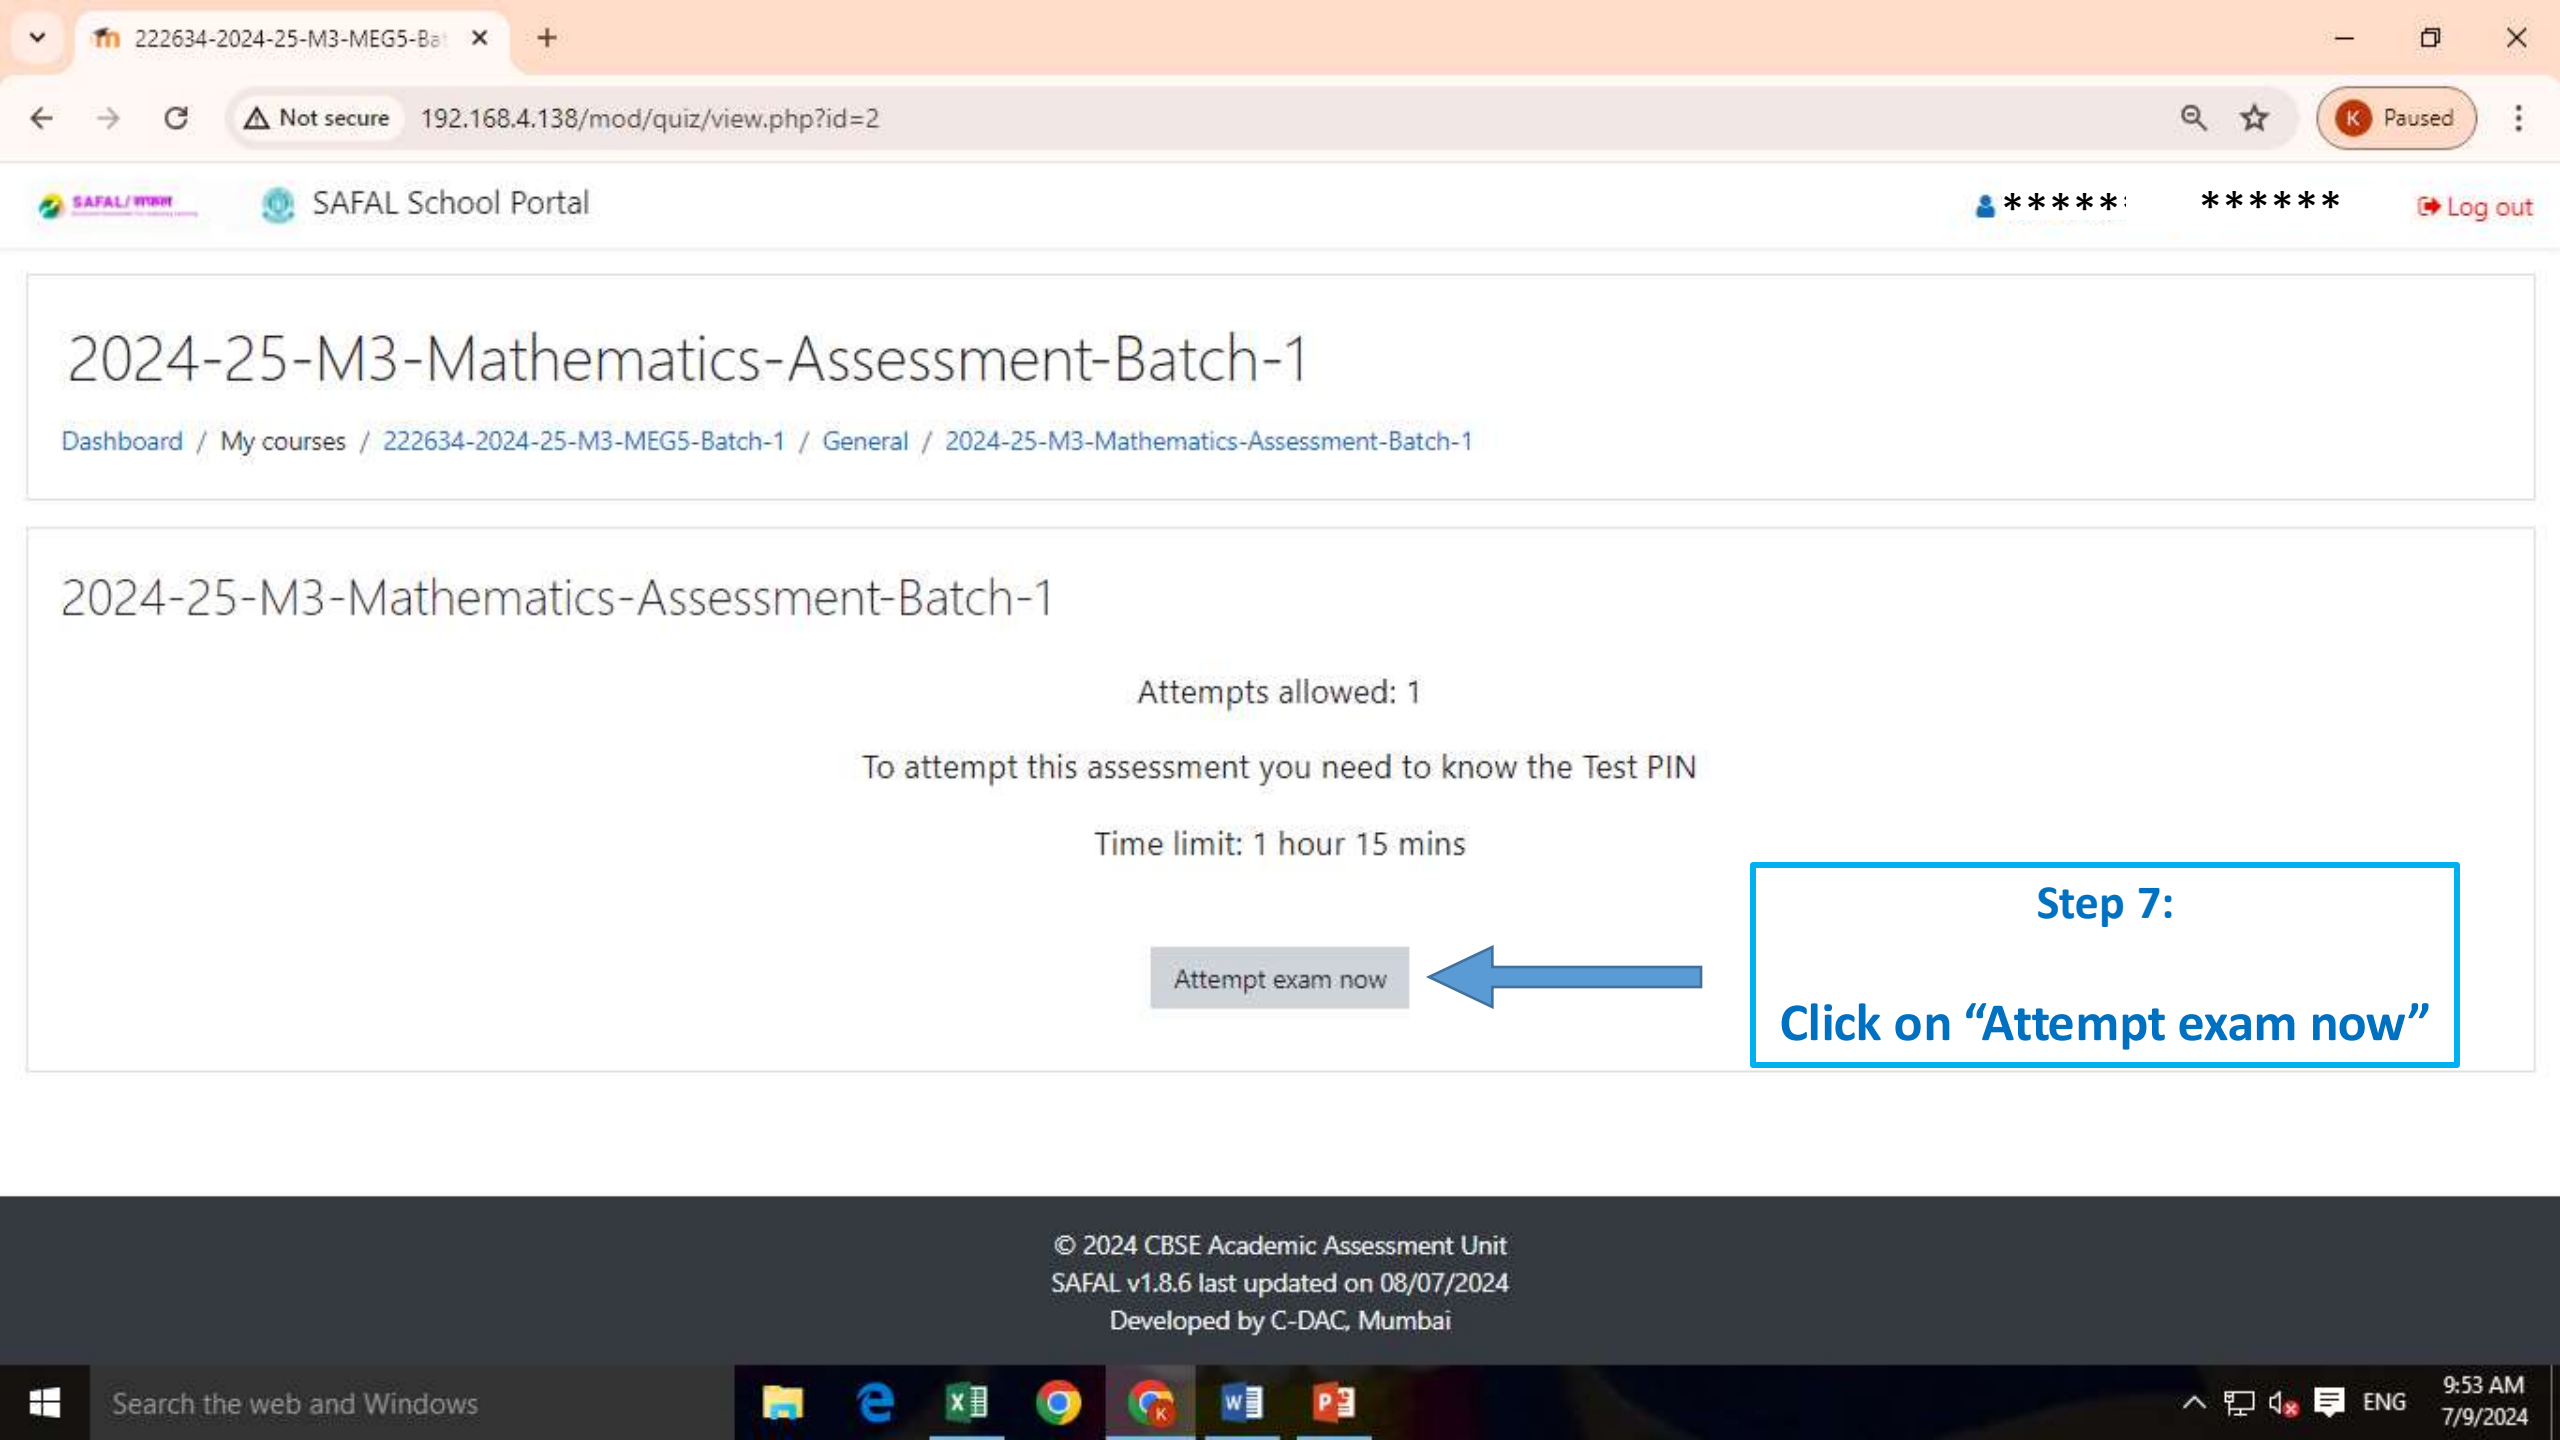 222634-2024-25-M3-MEG5-Ba
Not secure 192.168.4.138/mod/quiz/view.php?id=2
K Paused
SAFAL/सफल
SAFAL School Portal
****** ******
Log out
2024-25-M3-Mathematics-Assessment-Batch-1
Dashboard / My courses / 222634-2024-25-M3-MEG5-Batch-1 / General / 2024-25-M3-Mathematics-Assessment-Batch-1
2024-25-M3-Mathematics-Assessment-Batch-1
Attempts allowed: 1
To attempt this assessment you need to know the Test PIN
Time limit: 1 hour 15 mins
Attempt exam now
Step 7:
Click on “Attempt exam now”
© 2024 CBSE Academic Assessment Unit
SAFAL v1.8.6 last updated on 08/07/2024
Developed by C-DAC, Mumbai
Search the web and Windows
ENG
9:53 AM
7/9/2024